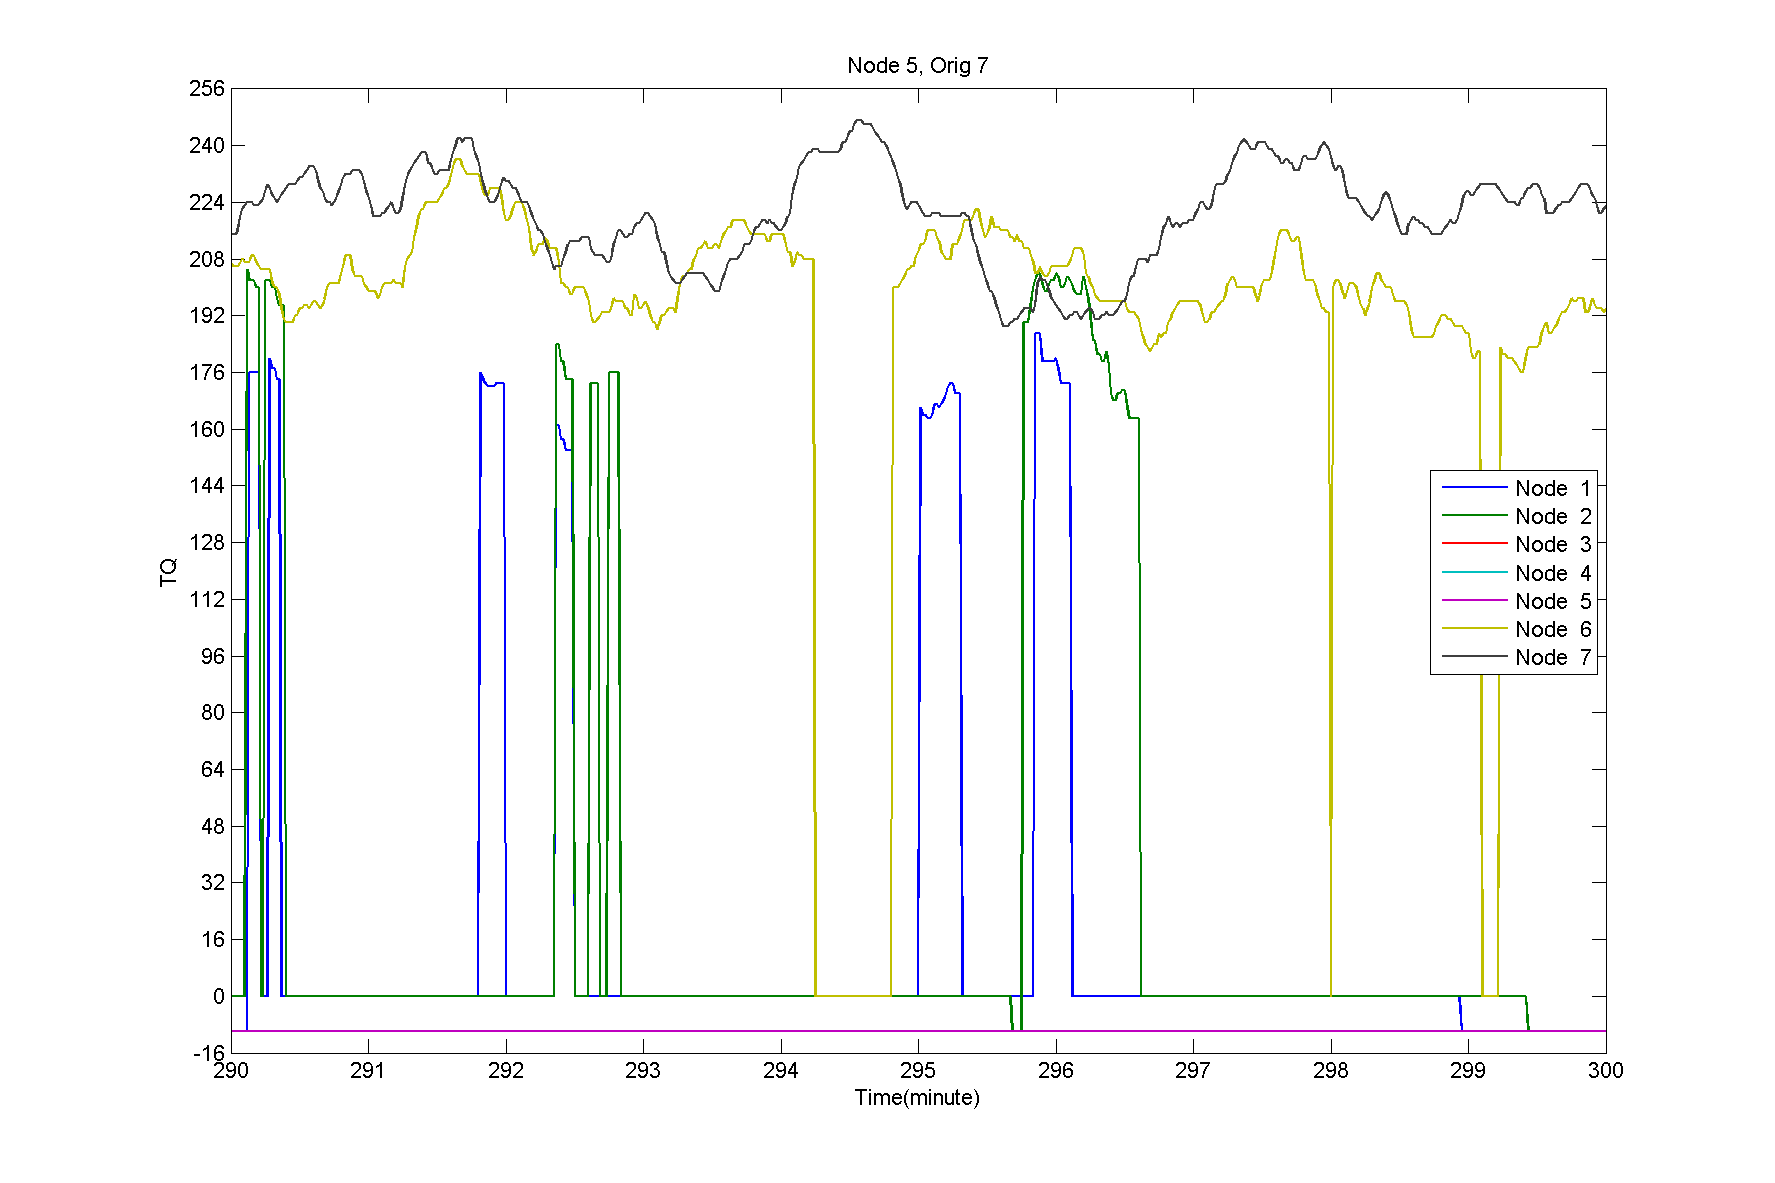 Node 5, Orig 7
256
240
224
208
192
176
160
144
128
112
96
80
64
48
32
16
0
-16
TQ
Node 1
Node 2
Node 3
Node 4
Node 5
Node 6
Node 7
290 291 292 293 294 295 296 297 298 299 300
Time(minute)